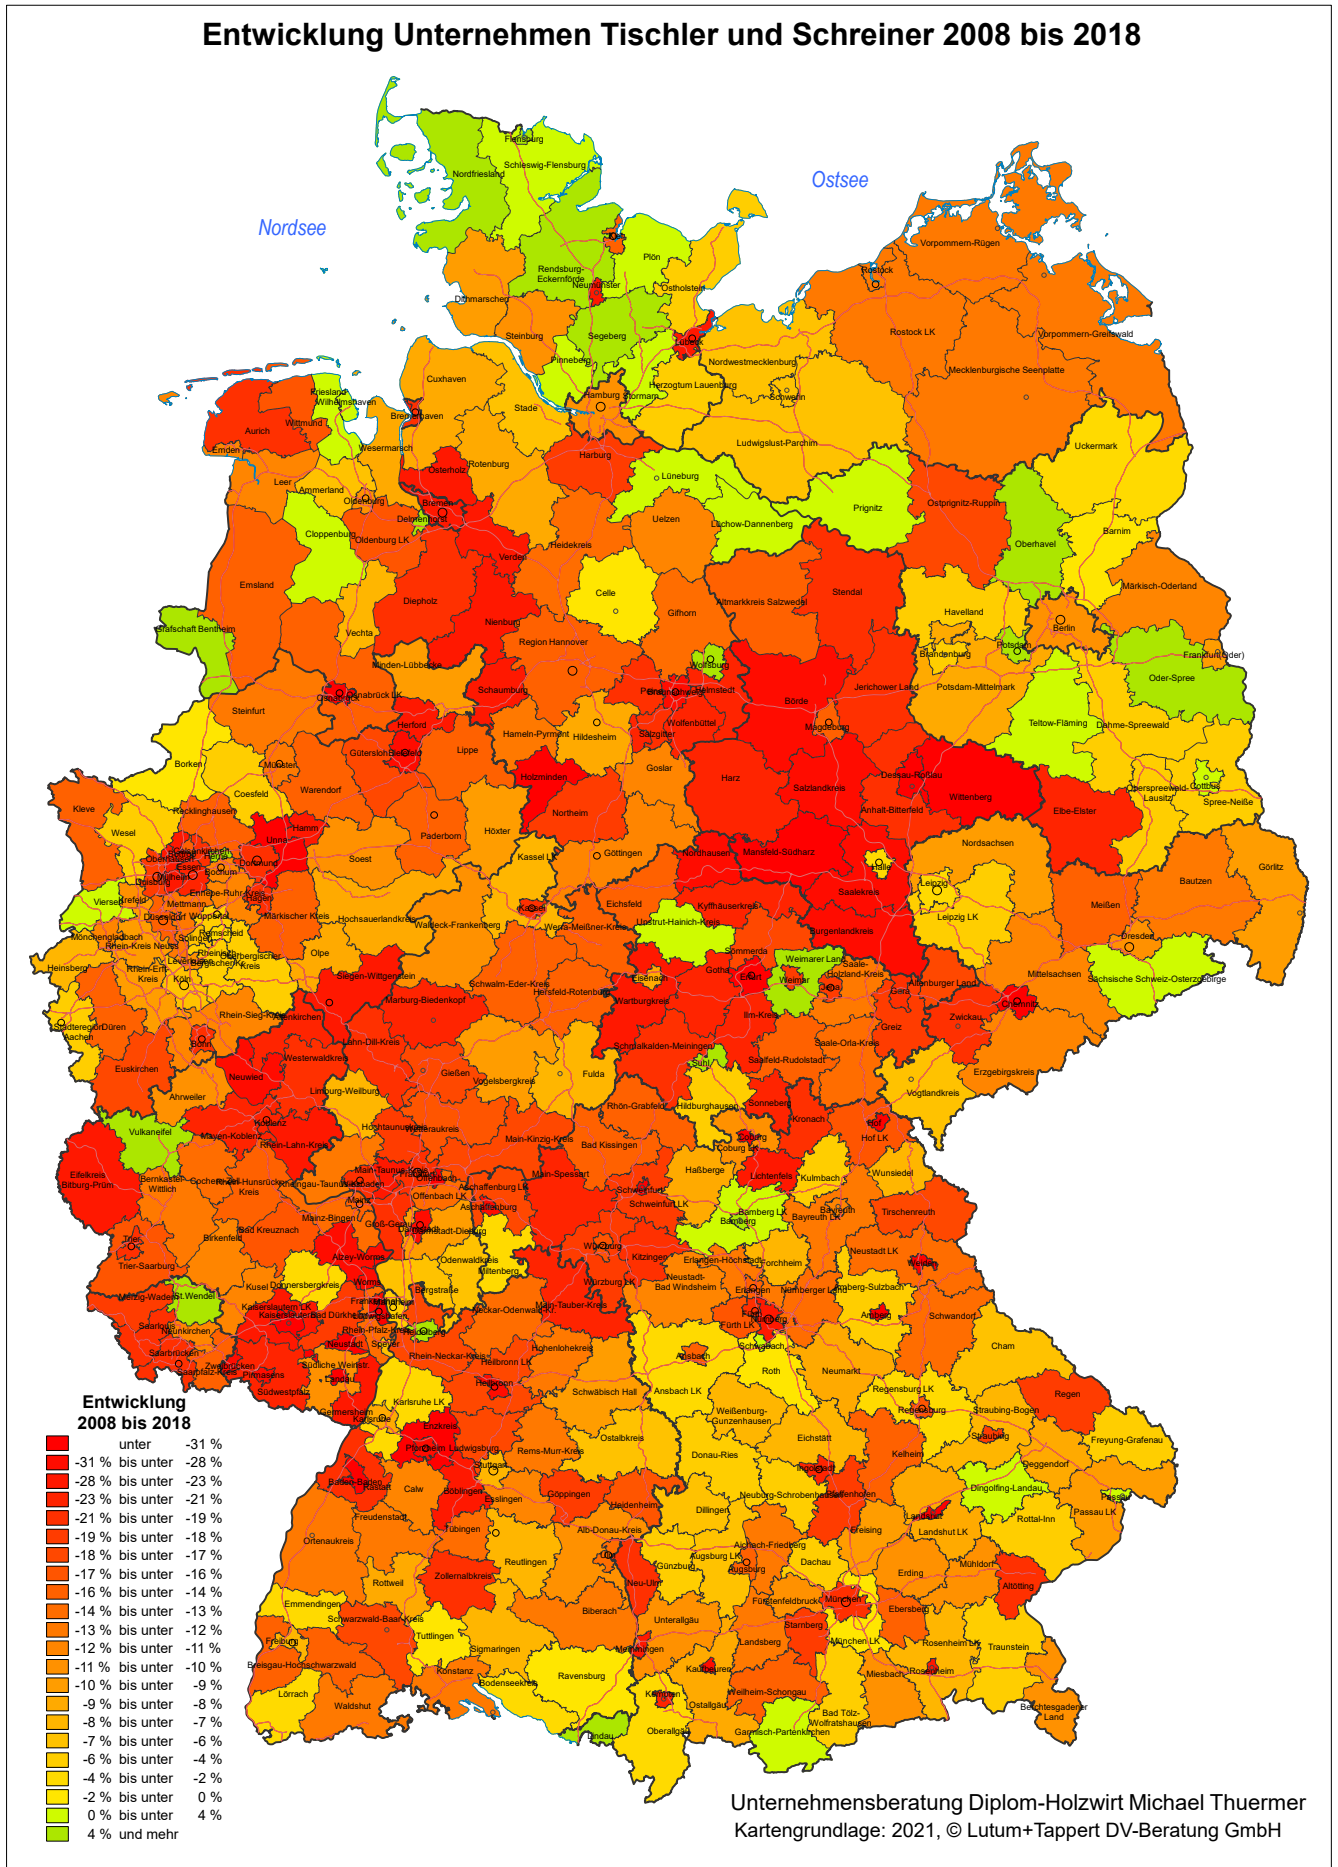 Entwicklung Unternehmen Tischler und Schreiner 2008 bis 2018
Ostsee
Nordsee
Flensburg
Schleswig-Flensburg
Nordfriesland
Plön
Rendsburg-
Eckernförde
Neumünster
Ostholstein
Dithmarschen
Steinburg
Segeberg
Pinneberg
Lübeck
Vorpommern-Rügen
Rostock
Rostock LK
Vorpommern-Greifswald
Mecklenburgische Seenplatte
Nordwestmecklenburg
Schwerin
Herzogtum Lauenburg
Hamburg
Stormarn
Ludwigslust-Parchim
Cuxhaven
Stade
Bremerhaven
Friesland
Wilhelmshaven
Wittmund
Aurich
Emden
Wesermarsch
Osterholz
Rotenburg
Harburg
Lüneburg
Uckermark
Leer
Ammerland
Oldenburg
Bremen
Delmenhorst
Oldenburg LK
Cloppenburg
Uelzen
Lüchow-Dannenberg
Prignitz
Ostprignitz-Ruppin
Oberhavel
Barnim
Verden
Heidekreis
Emsland
Diepholz
Nienburg
Celle
Gifhorn
Altmarkkreis Salzwedel
Stendal
Havelland
Märkisch-Oderland
Berlin
Grafschaft Bentheim
Vechta
Region Hannover
Minden-Lübbecke
Wolfsburg
Brandenburg
Potsdam
Frankfurt(Oder)
Oder-Spree
Osnabrück
Osnabrück LK
Schaumburg
Helmstedt
Börde
Jerichower Land
Potsdam-Mittelmark
Teltow-Fläming
Dahme-Spreewald
Steinfurt
Herford
Bielefeld
Gütersloh
Lippe
Hameln-Pyrmont
Hildesheim
Salzgitter
Wolfenbüttel
Magdeburg
Borken
Münster
Coesfeld
Warendorf
Holzminden
Goslar
Harz
Salzlandkreis
Dessau-Roßlau
Anhalt-Bitterfeld
Wittenberg
Elbe-Elster
Oberspreewald-
Lausitz
Cottbus
Spree-Neiße
Kleve
Wesel
Recklinghausen
Hamm
Unna
Soest
Paderborn
Höxter
Northeim
Göttingen
Kassel LK
Nordhausen
Mansfeld-Südharz
Halle
Saalekreis
Nordsachsen
Leipzig
Leipzig LK
Meißen
Bautzen
Görlitz
Gelsenkirchen
Oberhausen
Essen
Mülheim
Duisburg
Herne
Bochum
Dortmund
Ennepe-Ruhr-Kreis
Hagen
Viersen
Krefeld
Mettmann
Düsseldorf
Wuppertal
Märkischer Kreis
Hochsauerlandkreis
Waldeck-Frankenberg
Kassel
Werra-Meißner-Kreis
Eichsfeld
Kyffhäuserkreis
Unstrut-Hainich-Kreis
Sömmerda
Burgenlandkreis
Dresden
Mittelsachsen
Sächsische Schweiz-Osterzgebirge
Mönchengladbach
Rhein-Kreis Neuss
Solingen
Remscheid
Leverkusen
Oberbergischer
Kreis
Olpe
Heinsberg
Rhein-Erft-
Kreis
Köln
Siegen-Wittgenstein
Marburg-Biedenkopf
Schwalm-Eder-Kreis
Hersfeld-Rotenburg
Eisenach
Wartburgkreis
Gotha
Erfurt
Weimarer Land
Weimar
Jena
Saale-
Holzland-Kreis
Gera
Altenburger Land
Zwickau
Chemnitz
Städteregion
Aachen
Düren
Rhein-Sieg-Kreis
Altenkirchen
Bonn
Euskirchen
Westerwaldkreis
Lahn-Dill-Kreis
Gießen
Vogelsbergkreis
Fulda
Schmalkalden-Meiningen
Ilm-Kreis
Suhl
Saalfeld-Rudolstadt
Saale-Orla-Kreis
Greiz
Erzgebirgskreis
Vogtlandkreis
Neuwied
Ahrweiler
Limburg-Weilburg
Hochtaunuskreis
Wetteraukreis
Hildburghausen
Sonneberg
Rhön-Grabfeld
Kronach
Hof
Hof LK
Vulkaneifel
Mayen-Koblenz
Koblenz
Rhein-Lahn-Kreis
Main-Kinzig-Kreis
Bad Kissingen
Coburg
Coburg LK
Eifelkreis
Bitburg-Prüm
Bernkastel-
Wittlich
Cochem-Zell
Rhein-Hunsrück-
Kreis
Rheingau-Taunus
Wiesbaden
Main-Taunus-Kreis
Frankfurt
Offenbach
Offenbach LK
Aschaffenburg LK
Aschaffenburg
Main-Spessart
Haßberge
Lichtenfels
Kulmbach
Wunsiedel
Schweinfurt
Schweinfurt LK
Mainz
Mainz-Bingen
Groß-Gerau
Darmstadt
Darmstadt-Dieburg
Bad Kreuznach
Birkenfeld
Bamberg LK
Bamberg
Bayreuth
Bayreuth LK
Tirschenreuth
Trier
Trier-Saarburg
Alzey-Worms
Worms
Odenwaldkreis
Miltenberg
Bergstraße
Würzburg
Würzburg LK
Kitzingen
Neustadt-
Bad Windsheim
Erlangen-Höchstadt
Forchheim
Neustadt LK
Weiden
Merzig-Wadern
St.Wendel
Kusel
Donnersbergkreis
Kaiserslautern LK
Kaiserslautern
Bad Dürkheim
Frankenthal
Mannheim
Ludwigshafen
Neckar-Odenwald-Kr.
Main-Tauber-Kreis
Erlangen
Nürnberger Land
Fürth
Fürth LK
Nürnberg
Amberg-Sulzbach
Amberg
Schwandorf
Saarlouis
Neunkirchen
Saarbrücken
Saarpfalz-Kreis
Zweibrücken
Pirmasens
Südwestpfalz
Neustadt
Rhein-Pfalz-Kreis
Heidelberg
Speyer
Rhein-Neckar-Kreis
Südliche Weinstr.
Landau
Germersheim
Heilbronn LK
Heilbronn
Hohenlohekreis
Schwäbisch Hall
Ansbach
Ansbach LK
Schwabach
Roth
Neumarkt
Cham
Karlsruhe LK
Karlsruhe
Enzkreis
Pforzheim
Ludwigsburg
Rems-Murr-Kreis
Ostalbkreis
Weißenburg-
Gunzenhausen
Regensburg LK
Regensburg
Straubing-Bogen
Straubing
Regen
Freyung-Grafenau
Deggendorf
Eichstätt
Donau-Ries
Ingolstadt
Kelheim
Baden-Baden
Rastatt
Calw
Böblingen
Stuttgart
Esslingen
Göppingen
Heidenheim
Dillingen
Neuburg-Schrobenhausen
Pfaffenhofen
Landshut
Landshut LK
Dingolfing-Landau
Rottal-Inn
Passau
Passau LK
Freudenstadt
Tübingen
Ortenaukreis
Reutlingen
Alb-Donau-Kreis
Ulm
Neu-Ulm
Günzburg
Augsburg LK
Augsburg
Aichach-Friedberg
Dachau
Freising
Erding
Mühldorf
Altötting
Rottweil
Zollernalbkreis
Emmendingen
Schwarzwald-Baar-Kreis
Tuttlingen
Sigmaringen
Biberach
Unterallgäu
Fürstenfeldbruck
München
München LK
Ebersberg
Landsberg
Starnberg
Rosenheim LK
Rosenheim
Traunstein
Freiburg
Breisgau-Hochschwarzwald
Lörrach
Waldshut
Konstanz
Bodenseekreis
Ravensburg
Memmingen
Kaufbeuren
Kempten
Ostallgäu
Oberallgäu
Lindau
Weilheim-Schongau
Garmisch-Partenkirchen
Bad Tölz-
Wolfratshausen
Miesbach
Berchtesgadener
Land
Entwicklung
2008 bis 2018
unter -31 %
-31 % bis unter -28 %
-28 % bis unter -23 %
-23 % bis unter -21 %
-21 % bis unter -19 %
-19 % bis unter -18 %
-18 % bis unter -17 %
-17 % bis unter -16 %
-16 % bis unter -14 %
-14 % bis unter -13 %
-13 % bis unter -12 %
-12 % bis unter -11 %
-11 % bis unter -10 %
-10 % bis unter -9 %
-9 % bis unter -8 %
-8 % bis unter -7 %
-7 % bis unter -6 %
-6 % bis unter -4 %
-4 % bis unter -2 %
-2 % bis unter 0 %
0 % bis unter 4 %
4 % und mehr
Unternehmensberatung Diplom-Holzwirt Michael Thuermer
Kartengrundlage: 2021, © Lutum+Tappert DV-Beratung GmbH